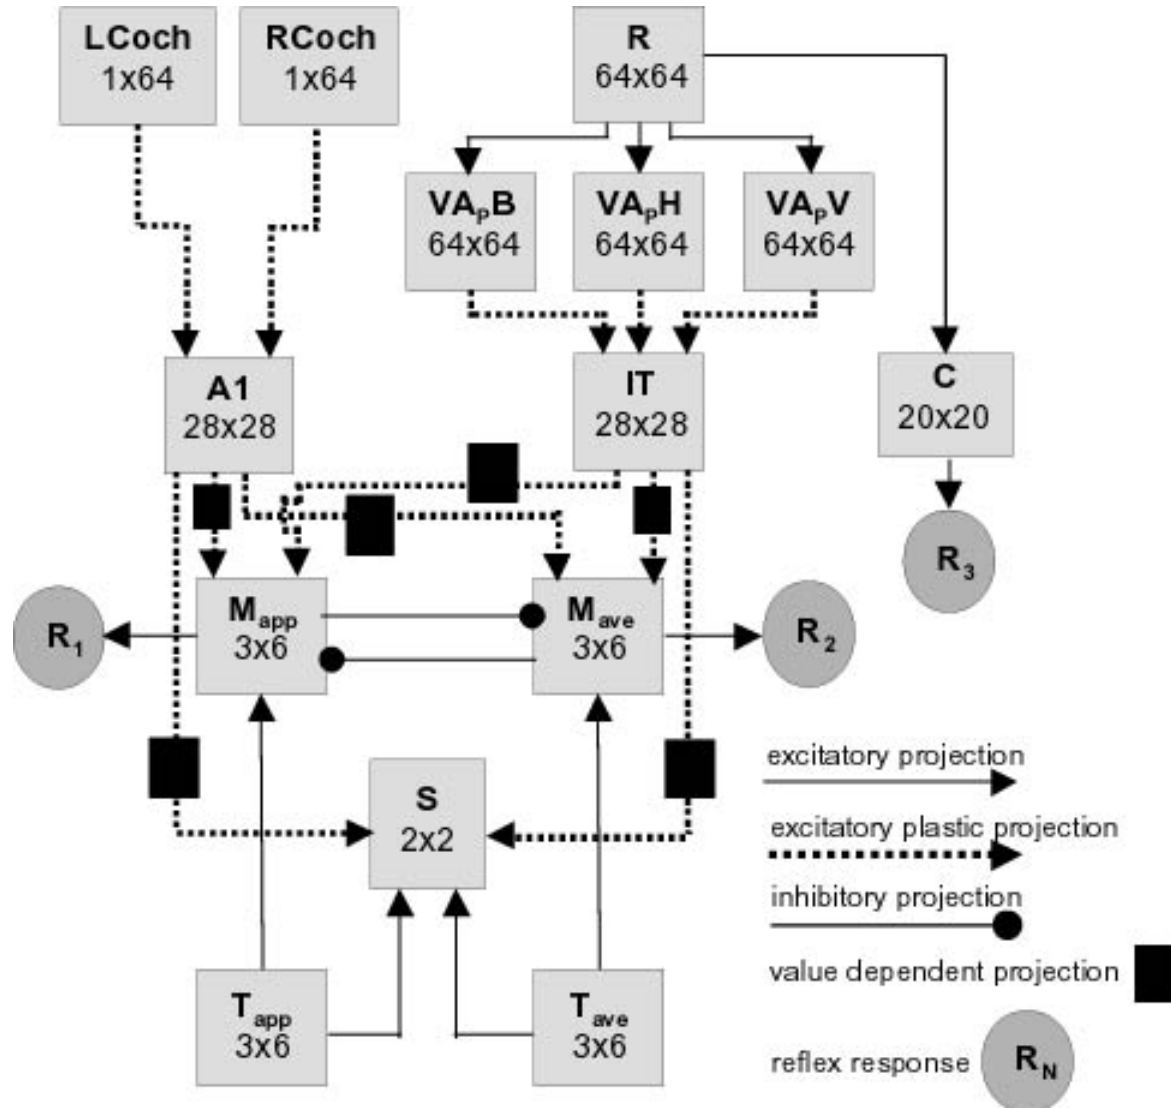 LCoch
1x64
RCoch
1x64
R
64x64
VAPB
64x64
VAPH
64x64
VAPV
64x64
A1
28x28
IT
28x28
C
20x20
R3
R1
Mapp
3x6
Mave
3x6
R2
S
2x2
Tapp
3x6
Tave
3x6
excitatory projection
excitatory plastic projection
inhibitory projection
value dependent projection
reflex response
RN